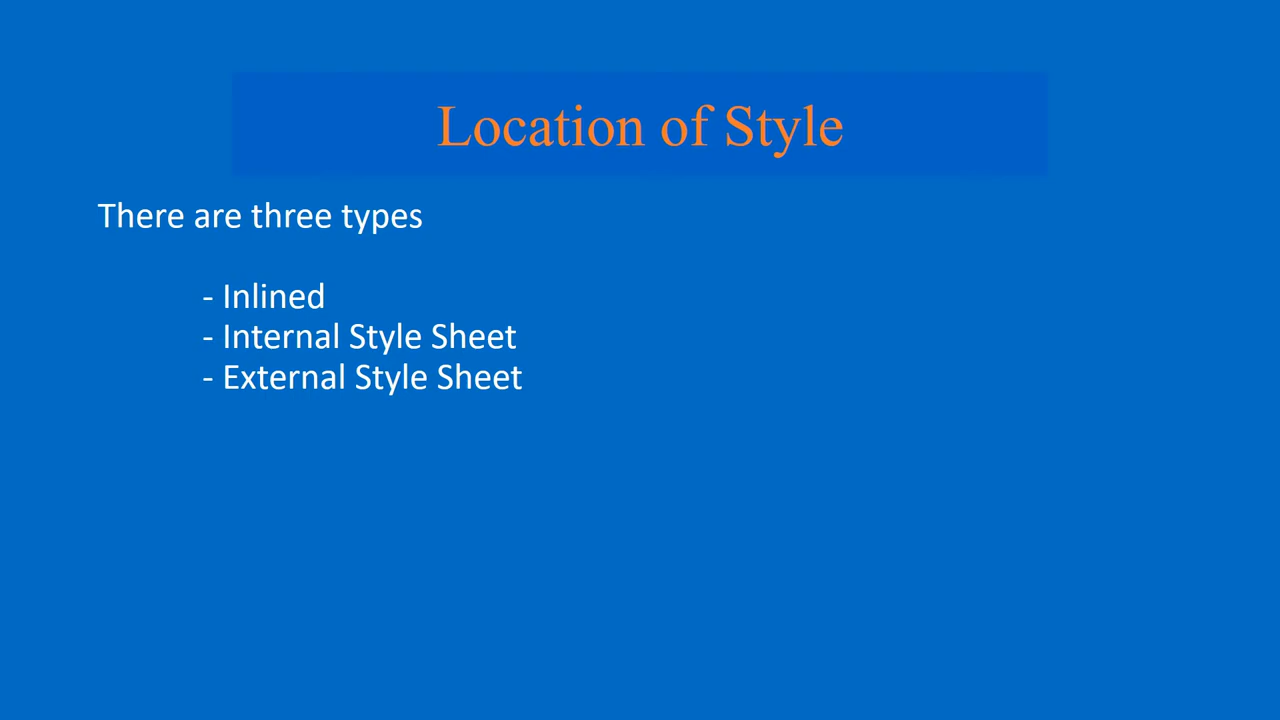 Location of Style
There are three types
- Inlined
- Internal Style Sheet
- External Style Sheet